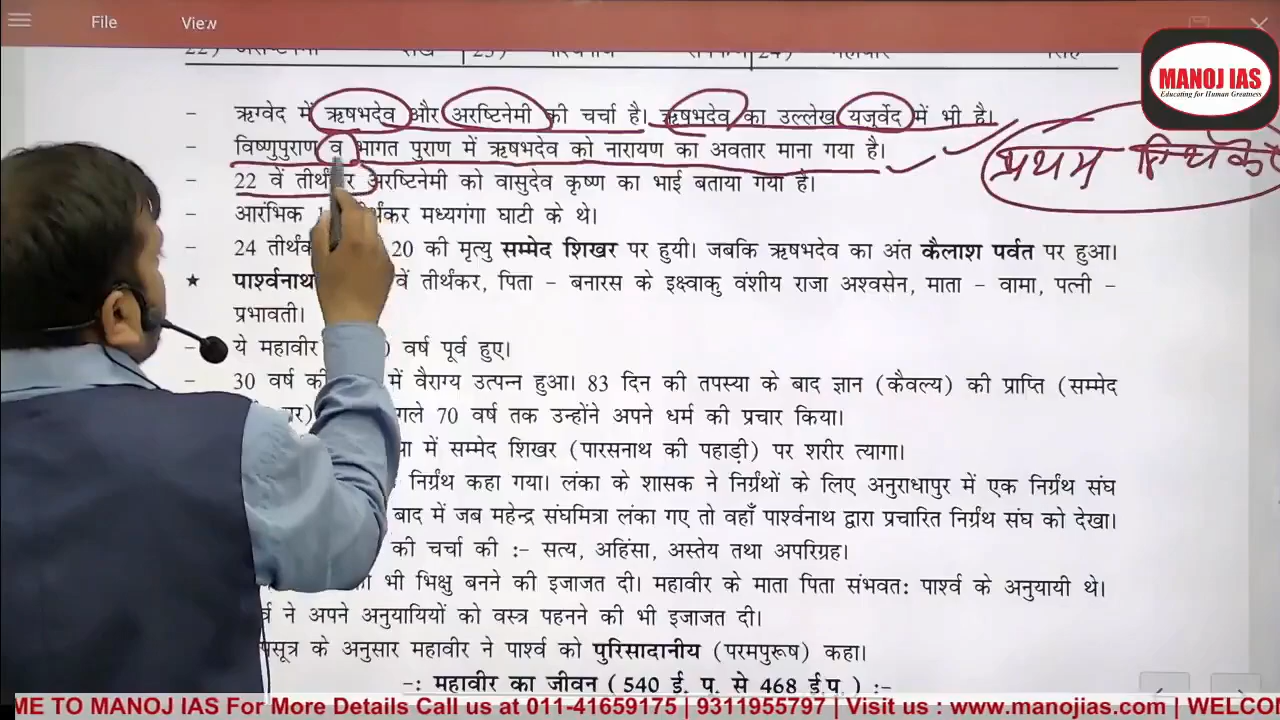 File View
MANOJ IAS
Educating for Human Greatness
- ऋग्वेद में ऋषभदेव और अरष्टिनेमी की चर्चा है। ऋषभदेव का उल्लेख यजुर्वेद में भी है।
- विष्णुपुराण व भागत पुराण में ऋषभदेव को नारायण का अवतार माना गया है।
प्रथम
- 22 वें तीर्थंकर अरष्टिनेमी को वासुदेव कृष्ण का भाई बताया गया है।
- आरंभिक तीर्थंकर मध्यगंगा घाटी के थे।
- 24 20 की मृत्यु सम्मेद शिखर पर हुयी। जबकि ऋषभदेव का अंत कैलाश पर्वत पर हुआ।
★ पार्श्वनाथ वें तीर्थंकर, पिता - बनारस के इक्ष्वाकु वंशीय राजा अश्वसेन, माता - वामा, पत्नी -
प्रभावती।
- ये महावीर वर्ष पूर्व हुए।
- 30 वर्ष की में वैराग्य उत्पन्न हुआ। 83 दिन की तपस्या के बाद ज्ञान (कैवल्य) की प्राप्ति (सम्मेद
70 वर्ष तक उन्होंने अपने धर्म की प्रचार किया।
में सम्मेद शिखर (पारसनाथ की पहाड़ी) पर शरीर त्यागा।
निर्ग्रंथ कहा गया। लंका के शासक ने निर्ग्रंथों के लिए अनुराधापुर में एक निर्ग्रंथ संघ
बाद में जब महेन्द्र संघमित्रा लंका गए तो वहाँ पार्श्वनाथ द्वारा प्रचारित निर्ग्रंथ संघ को देखा।
की चर्चा की :- सत्य, अहिंसा, अस्तेय तथा अपरिग्रह।
भी भिक्षु बनने की इजाजत दी। महावीर के माता पिता संभवत: पार्श्व के अनुयायी थे।
ने अपने अनुयायियों को वस्त्र पहनने की भी इजाजत दी।
के अनुसार महावीर ने पार्श्व को पुरिसादानीय (परमपुरूष) कहा।
-: महावीर का जीवन ( 540 ई. पू. से 468 ई.पू. ) :-
ME TO MANOJ IAS For More Details Call us at 011-41659175 | 9311955797 | Visit us : www.manojias.com | WELCO